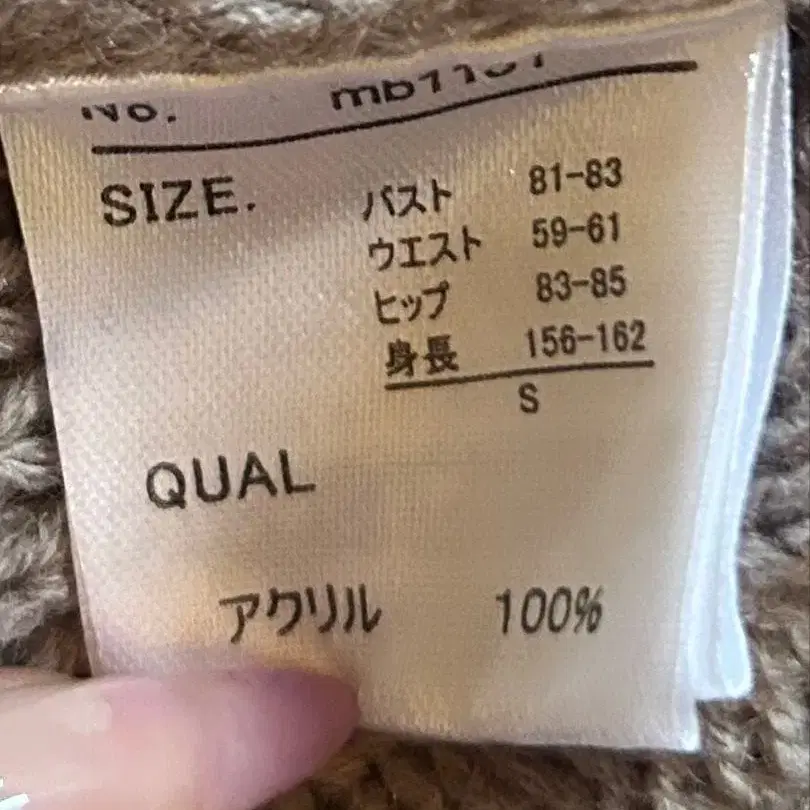 No.
SIZE. バスト 81-83
ウエスト 59-61
ヒップ 83-85
身長 156-162
S
QUAL
アクリル 100%